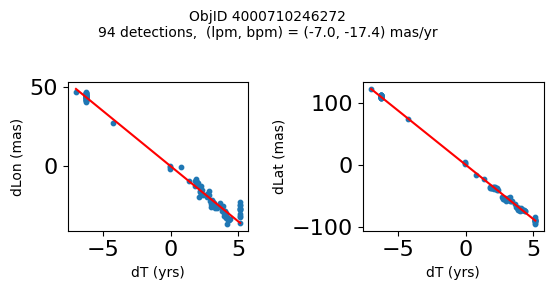 ObjID 4000710246272
94 detections,  (lpm, bpm) = (-7.0, -17.4) mas/yr
50
0
dLon (mas)
−5
0
5
dT (yrs)
100
0
−100
dLat (mas)
−5
0
5
dT (yrs)